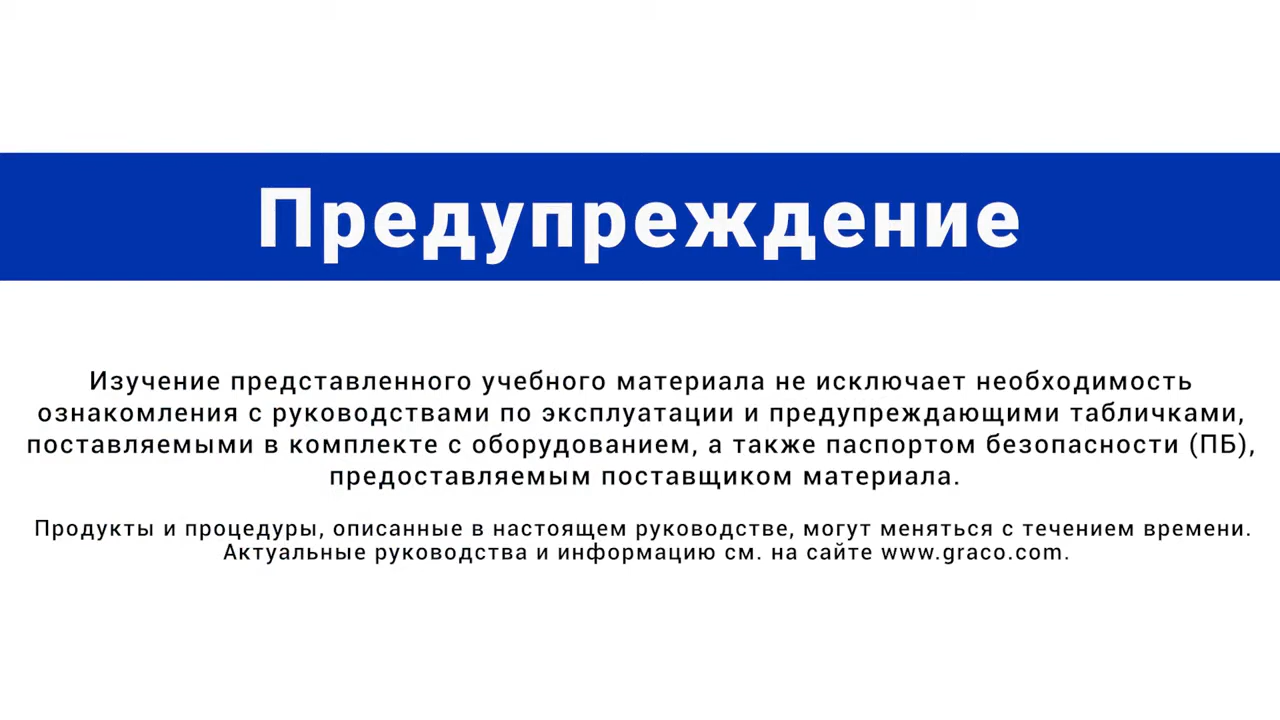 Предупреждение
Изучение представленного учебного материала не исключает необходимость
ознакомления с руководствами по эксплуатации и предупреждающими табличками,
поставляемыми в комплекте с оборудованием, а также паспортом безопасности (ПБ),
предоставляемым поставщиком материала.
Продукты и процедуры, описанные в настоящем руководстве, могут меняться с течением времени.
Актуальные руководства и информацию см. на сайте www.graco.com.